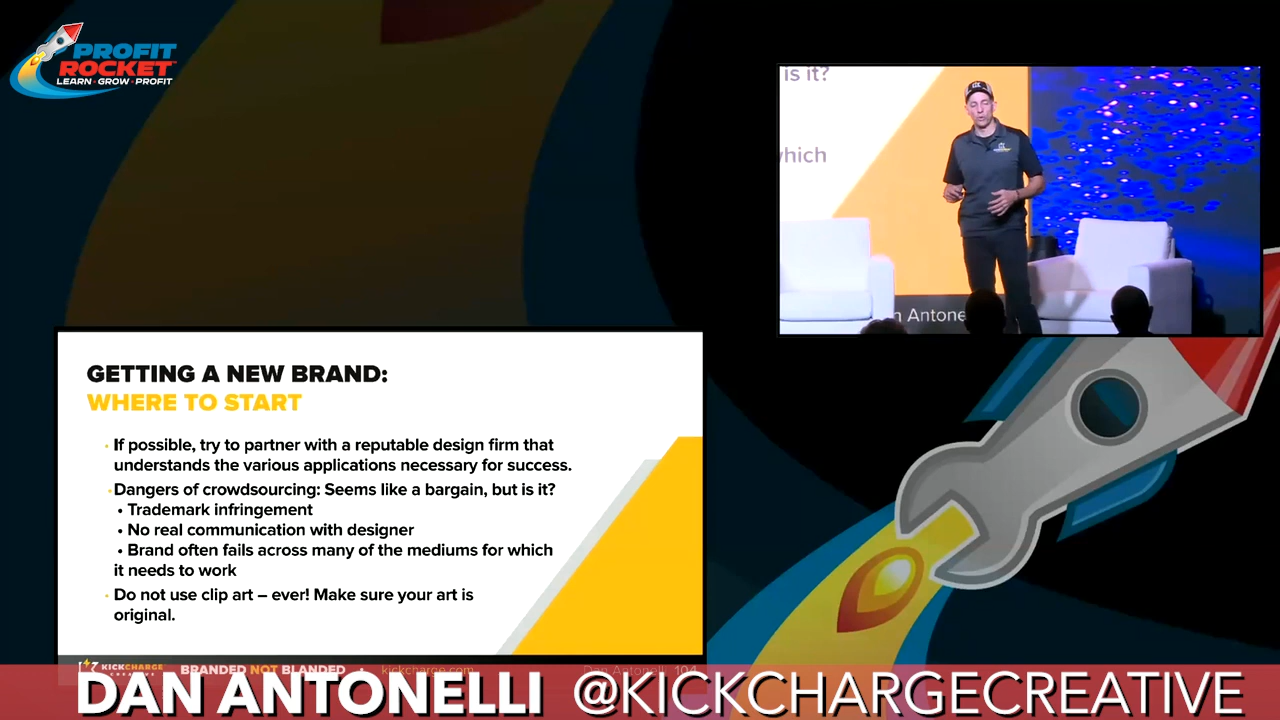 PROFIT
ROCKET
LEARN · GROW · PROFIT
is it?
which
n Antone
GETTING A NEW BRAND:
WHERE TO START
· If possible, try to partner with a reputable design firm that
understands the various applications necessary for success.
· Dangers of crowdsourcing: Seems like a bargain, but is it?
• Trademark infringement
• No real communication with designer
• Brand often fails across many of the mediums for which
it needs to work
· Do not use clip art – ever! Make sure your art is
original.
KICKCHARGE
CREATIVE
BRANDED NOT BLANDED • kickcharge.com
Dan Antonelli 104
DAN ANTONELLI @KICKCHARGECREATIVE